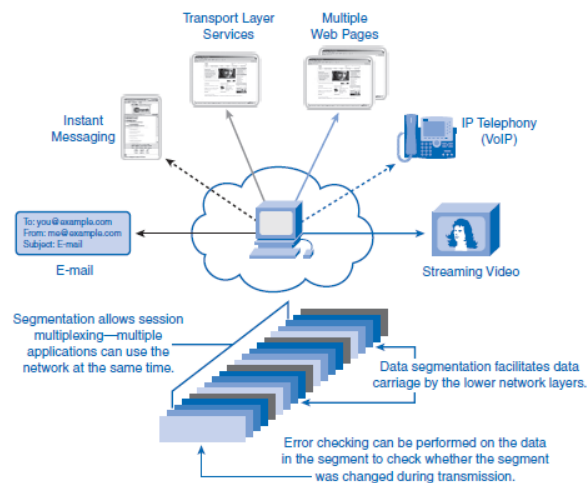 Transport Layer
Services
Multiple
Web Pages
Instant
Messaging
IP Telephony
(VoIP)
To: you@example.com
From: me@example.com
Subject: E-mail
E-mail
Streaming Video
Segmentation allows session
multiplexing—multiple
applications can use the
network at the same time.
Data segmentation facilitates data
carriage by the lower network layers.
Error checking can be performed on the data
in the segment to check whether the segment
was changed during transmission.